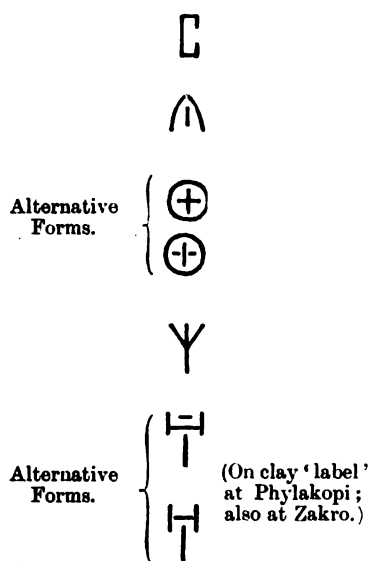 Alternative
Forms.
Alternative
Forms.
(On clay ‘label’
at Phylakopi ;
also at Zakro.)